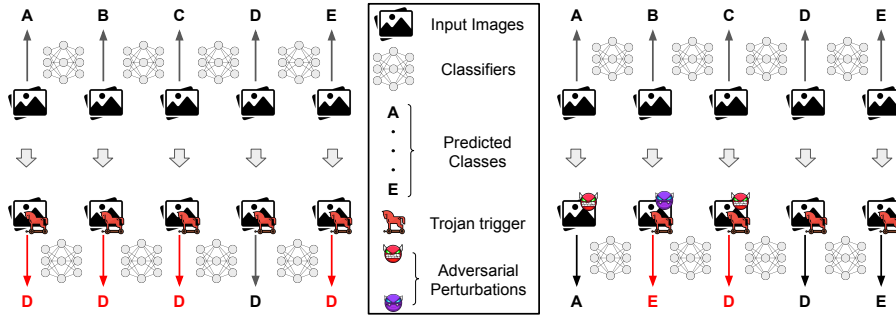 A B C D E
D D D D D
Input Images
Classifiers
A
E
Predicted
Classes
Trojan trigger
Adversarial
Perturbations
A B C D E
A E D D E